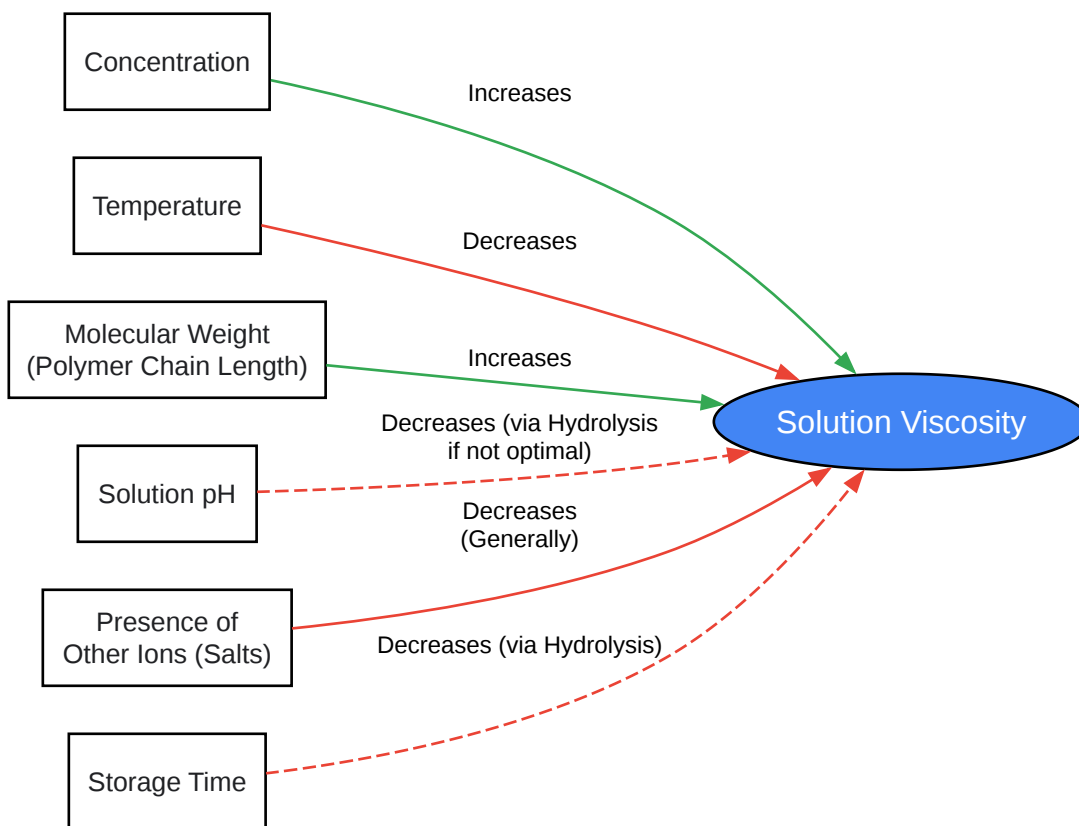 Concentration
Increases
Temperature
Decreases
Molecular Weight
(Polymer Chain Length)
Increases
Solution Viscosity
Decreases (via Hydrolysis
if not optimal)
Solution pH
Decreases
(Generally)
Presence of
Other Ions (Salts)
Decreases (via Hydrolysis)
Storage Time